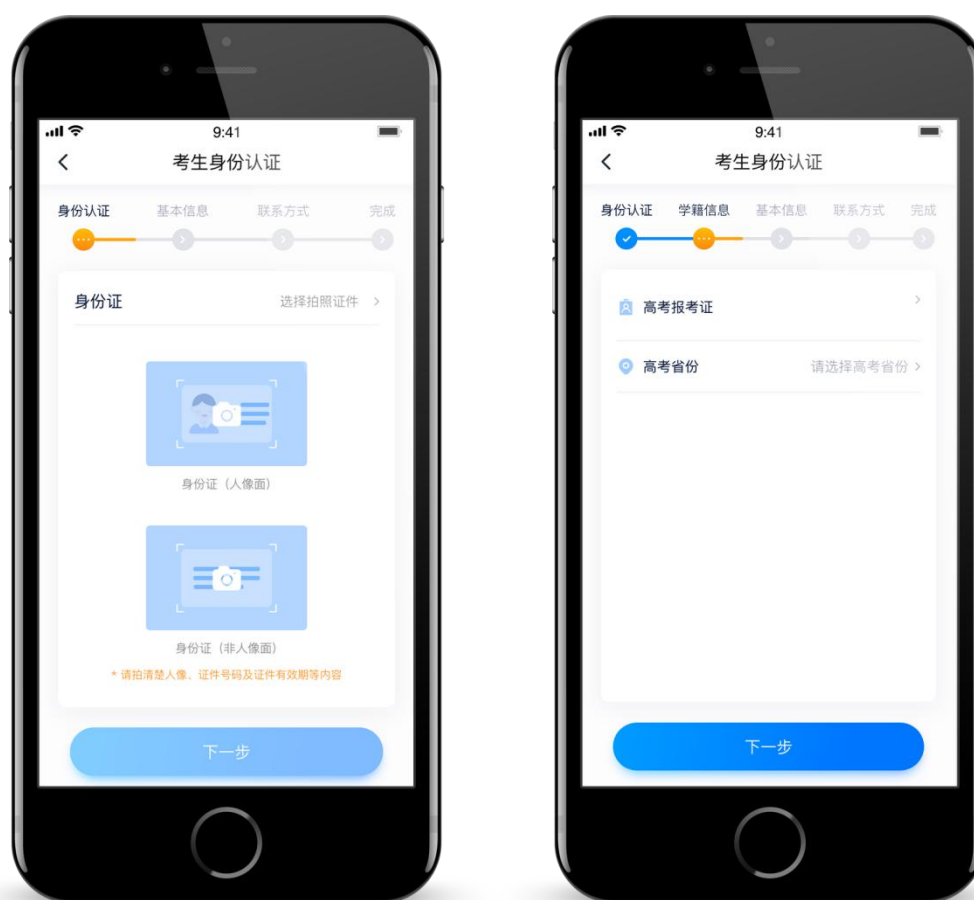 9:41
考生身份认证
身份认证 基本信息 联系方式 完成
身份证 选择拍照证件
身份证（人像面）
身份证（非人像面）
* 请拍清楚人像、证件号码及证件有效期等内容
下一步
9:41
考生身份认证
身份认证 学籍信息 基本信息 联系方式 完成
高考报考证
高考省份 请选择高考省份
下一步